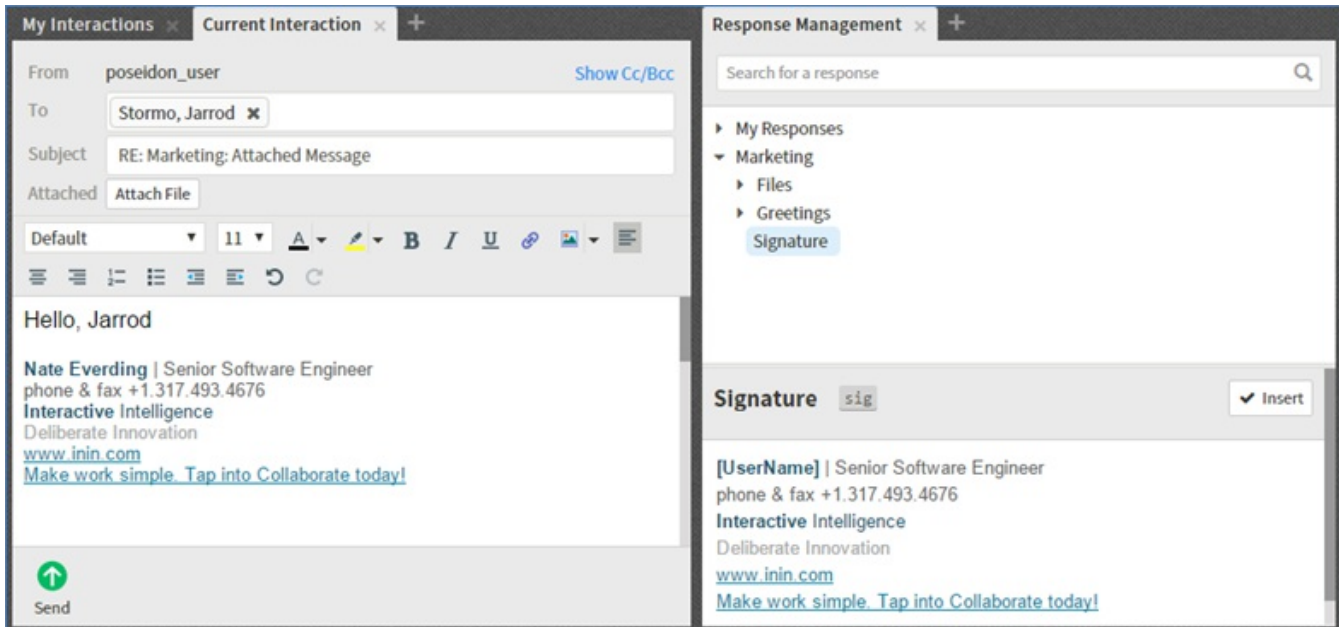 My Interactions
Current Interaction
From poseidon_user Show Cc/Bcc
To Stormo, Jarrod
Subject RE: Marketing: Attached Message
Attached Attach File
Default 11 A B I U
Hello, Jarrod
Nate Everding | Senior Software Engineer
phone & fax +1.317.493.4676
Interactive Intelligence
Deliberate Innovation
www.inin.com
Make work simple. Tap into Collaborate today!
Send
Response Management
Search for a response
My Responses
Marketing
Files
Greetings
Signature
Signature sig Insert
[UserName] | Senior Software Engineer
phone & fax +1.317.493.4676
Interactive Intelligence
Deliberate Innovation
www.inin.com
Make work simple. Tap into Collaborate today!